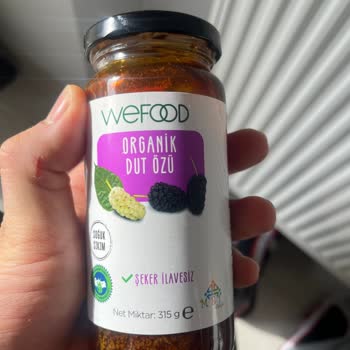 WEFOOD
ORGANİK
DUT ÖZÜ
SOĞUK
SIKIM
✓ ŞEKER İLAVESİZ
Net Miktar: 315 g ℮